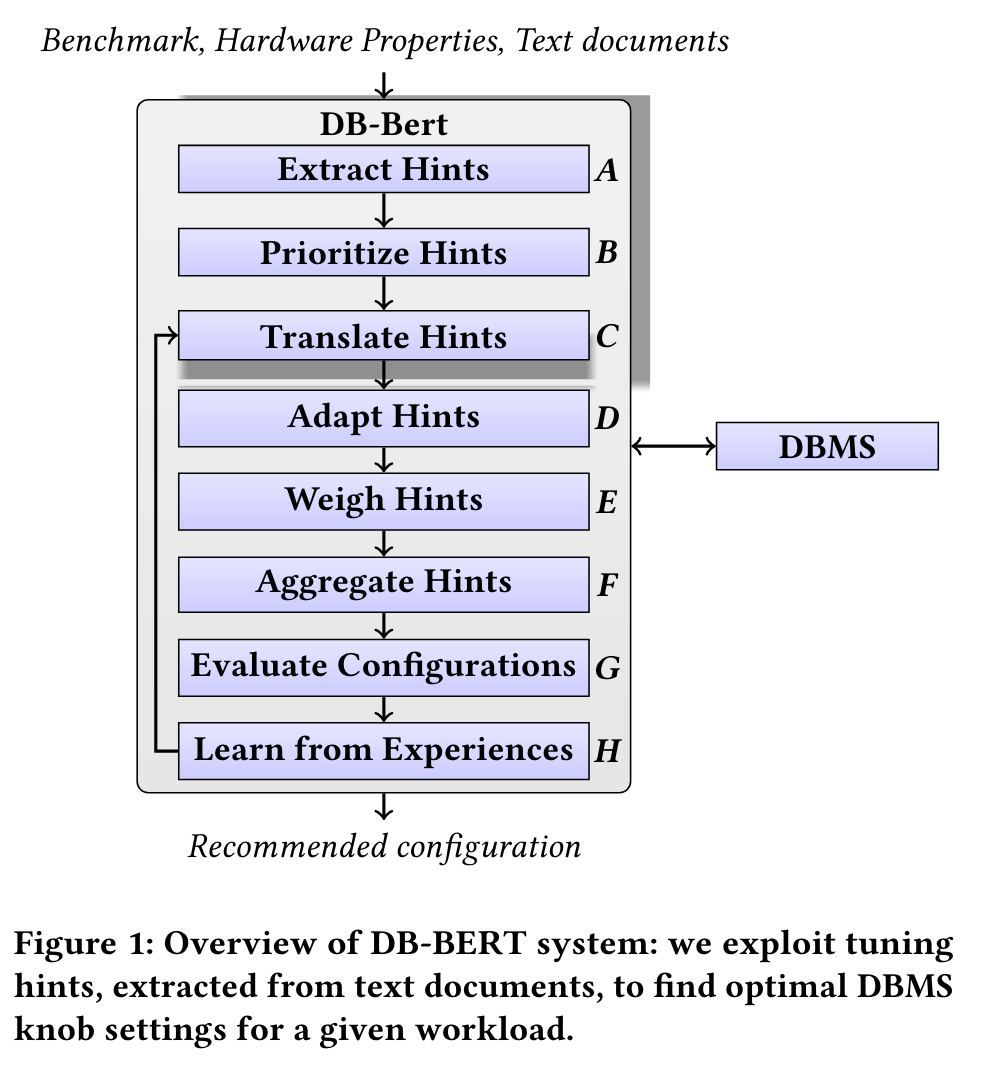 Benchmark, Hardware Properties, Text documents
DB-Bert
Extract Hints A
Prioritize Hints B
Translate Hints C
Adapt Hints D
DBMS
Weigh Hints E
Aggregate Hints F
Evaluate Configurations G
Learn from Experiences H
Recommended configuration
Figure 1: Overview of DB-BERT system: we exploit tuning
hints, extracted from text documents, to find optimal DBMS
knob settings for a given workload.